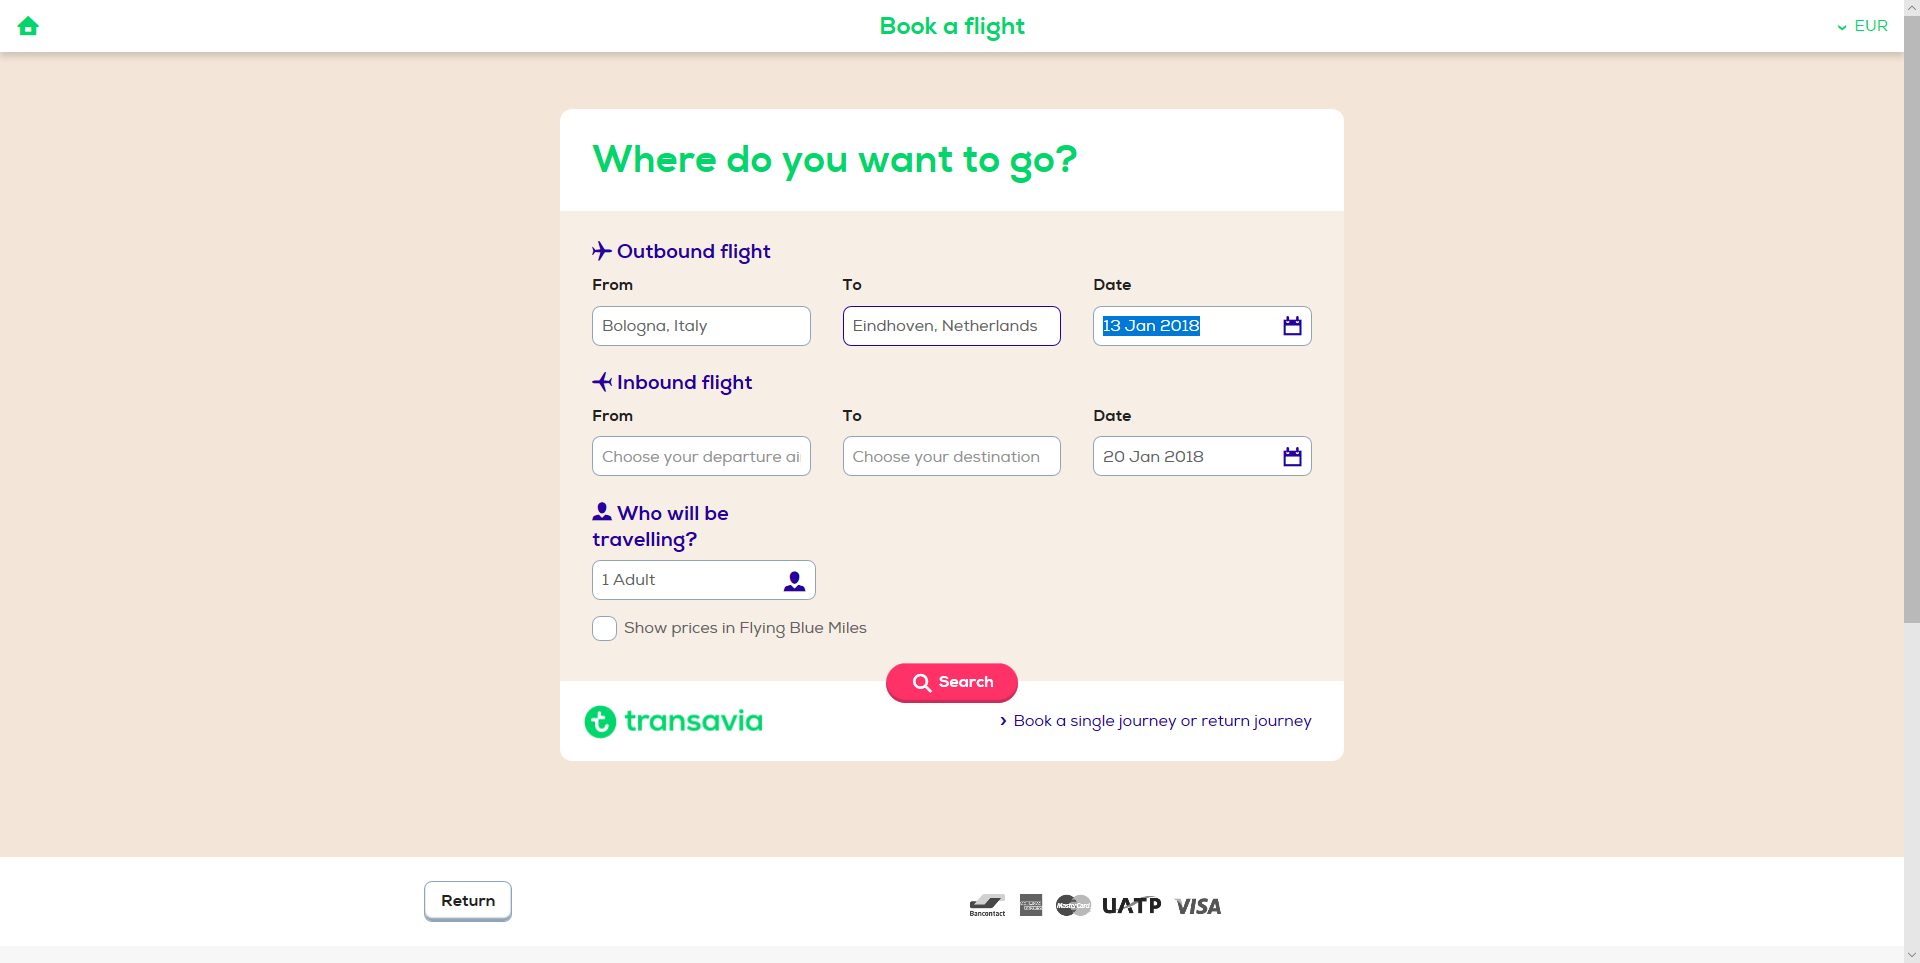 Book a flight
EUR
Where do you want to go?
Outbound flight
From
To
Date
Bologna, Italy
Eindhoven, Netherlands
13 Jan 2018
Inbound flight
From
To
Date
Choose your departure ai
Choose your destination
20 Jan 2018
Who will be
travelling?
1 Adult
Show prices in Flying Blue Miles
Search
transavia
Book a single journey or return journey
Return
Bancontact
MasterCard
UATP
VISA